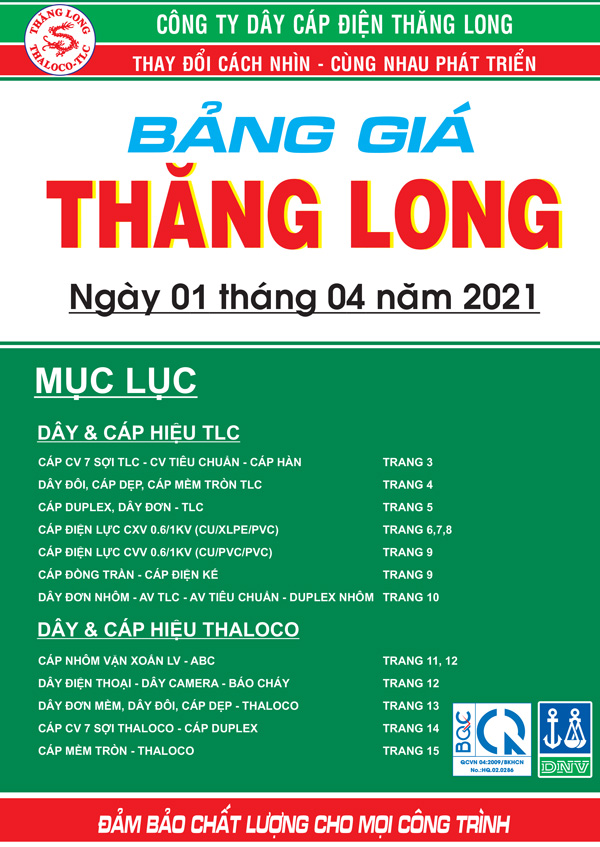 THĂNG LONG
THALOCO-TLC
CÔNG TY DÂY CÁP ĐIỆN THĂNG LONG
THAY ĐỔI CÁCH NHÌN - CÙNG NHAU PHÁT TRIỂN
BẢNG GIÁ
THĂNG LONG
Ngày 01 tháng 04 năm 2021
MỤC LỤC
DÂY & CÁP HIỆU TLC
CÁP CV 7 SỢI TLC - CV TIÊU CHUẨN - CÁP HÀN TRANG 3
DÂY ĐÔI, CÁP DẸP, CÁP MỀM TRÒN TLC TRANG 4
CÁP DUPLEX, DÂY ĐƠN - TLC TRANG 5
CÁP ĐIỆN LỰC CXV 0.6/1KV (CU/XLPE/PVC) TRANG 6,7,8
CÁP ĐIỆN LỰC CVV 0.6/1KV (CU/PVC/PVC) TRANG 9
CÁP ĐỒNG TRẦN - CÁP ĐIỆN KẾ TRANG 9
DÂY ĐƠN NHÔM - AV TLC - AV TIÊU CHUẨN - DUPLEX NHÔM TRANG 10
DÂY & CÁP HIỆU THALOCO
CÁP NHÔM VẶN XOẮN LV - ABC TRANG 11, 12
DÂY ĐIỆN THOẠI - DÂY CAMERA - BÁO CHÁY TRANG 12
DÂY ĐƠN MỀM, DÂY ĐÔI, CÁP DẸP - THALOCO TRANG 13
CÁP CV 7 SỢI THALOCO - CÁP DUPLEX TRANG 14
CÁP MỀM TRÒN - THALOCO TRANG 15
BQC
GCVN 04:2009/BKHCN
No.:HQ.02.0286
DNV
ĐẢM BẢO CHẤT LƯỢNG CHO MỌI CÔNG TRÌNH